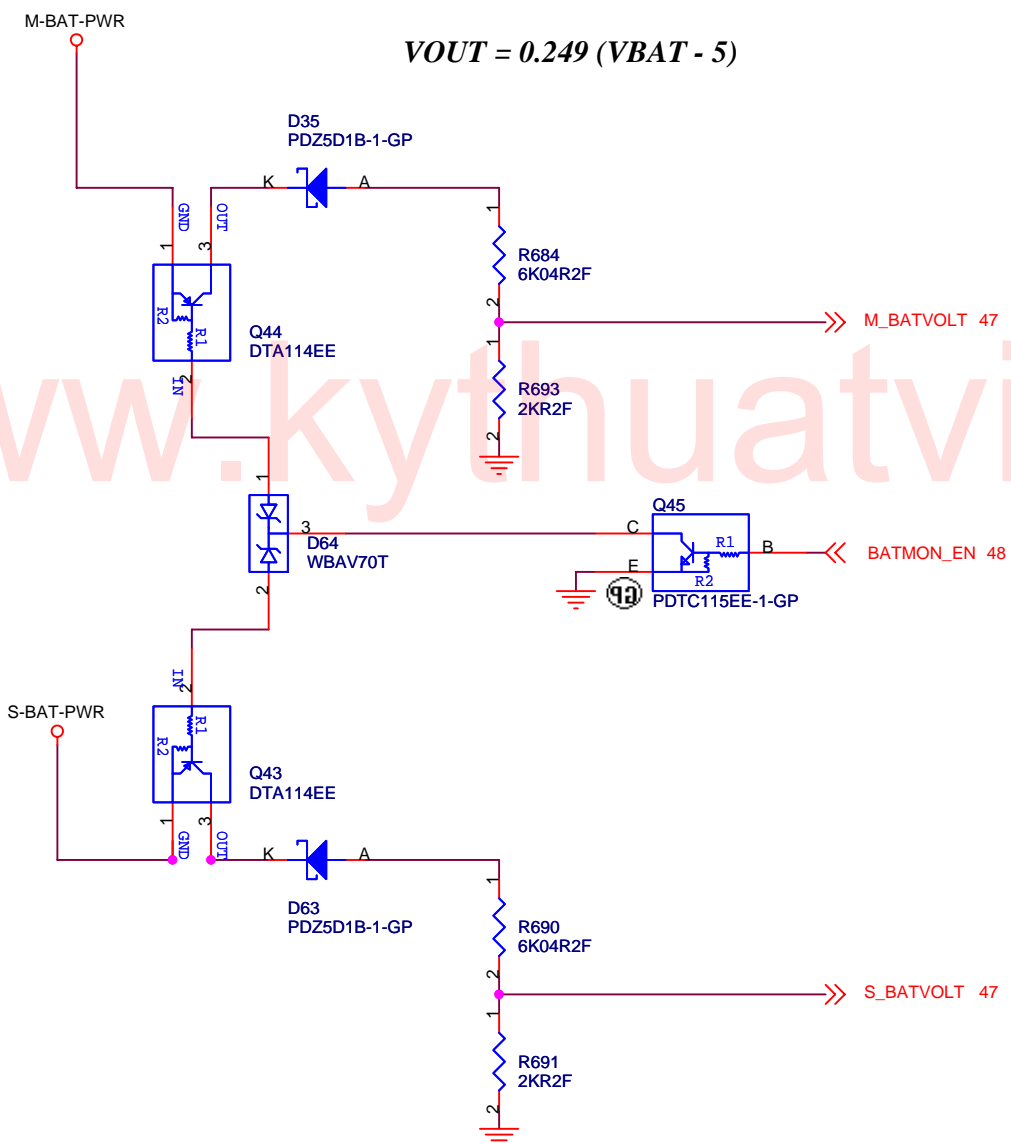 M-BAT-PWR
VOUT = 0.249 (VBAT - 5)
D35
PDZ5D1B-1-GP
K
A
GND
OUT
1
3
1
R684
6K04R2F
2
R2
R1
Q44
DTA114EE
M_BATVOLT 47
1
IN
2
R693
2KR2F
2
ww.kythuatvi
1
3
D64
WBAV70T
2
Q45
C
R1
B
BATMON_EN 48
E
R2
GP
PDTC115EE-1-GP
IN
2
S-BAT-PWR
R1
R2
Q43
DTA114EE
1
3
GND
OUT
K
A
D63
PDZ5D1B-1-GP
1
R690
6K04R2F
2
S_BATVOLT 47
1
R691
2KR2F
2